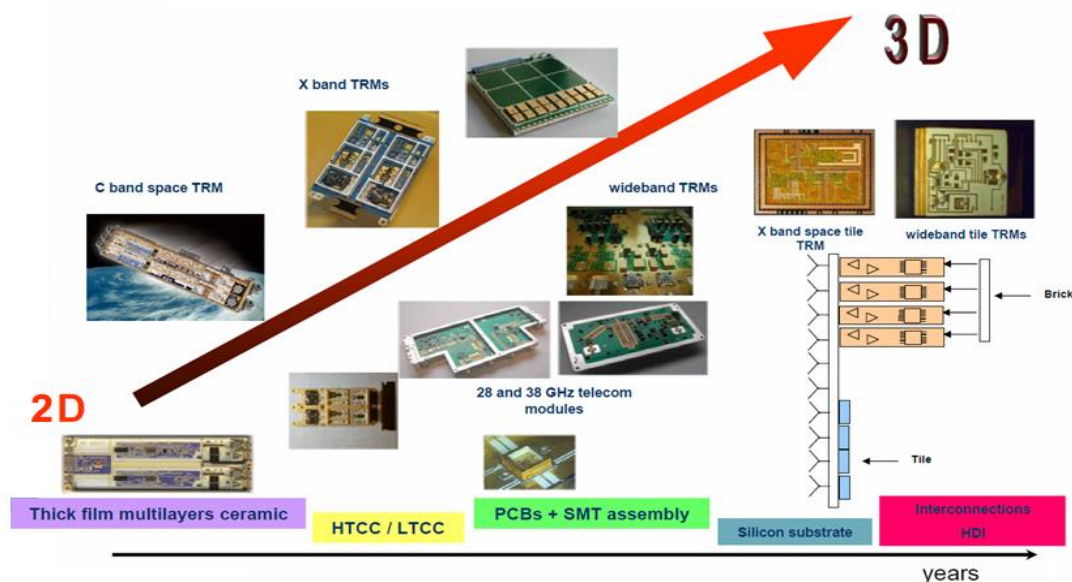 3D
X band TRMs
C band space TRM
wideband TRMs
X band space tile
TRM
wideband tile TRMs
Brick
28 and 38 GHz telecom
modules
2D
Tile
Thick film multilayers ceramic
HTCC / LTCC
PCBs + SMT assembly
Silicon substrate
Interconnections
HDI
years